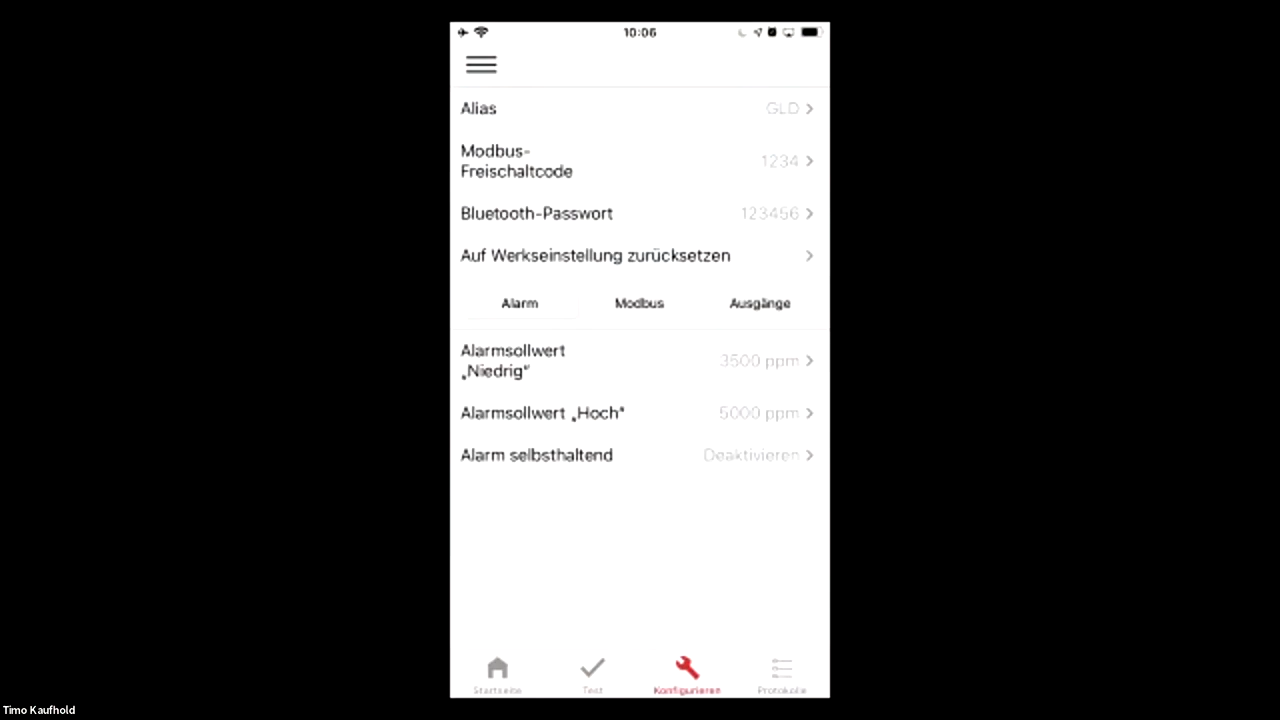 10:06
Alias GLD
Modbus-
Freischaltcode 1234
Bluetooth-Passwort 123456
Auf Werkseinstellung zurücksetzen
Alarm Modbus Ausgänge
Alarmsollwert
„Niedrig“ 3500 ppm
Alarmsollwert „Hoch“ 5000 ppm
Alarm selbsthaltend Deaktivieren
Startseite Test Konfigurieren Protokolle
Timo Kaufhold